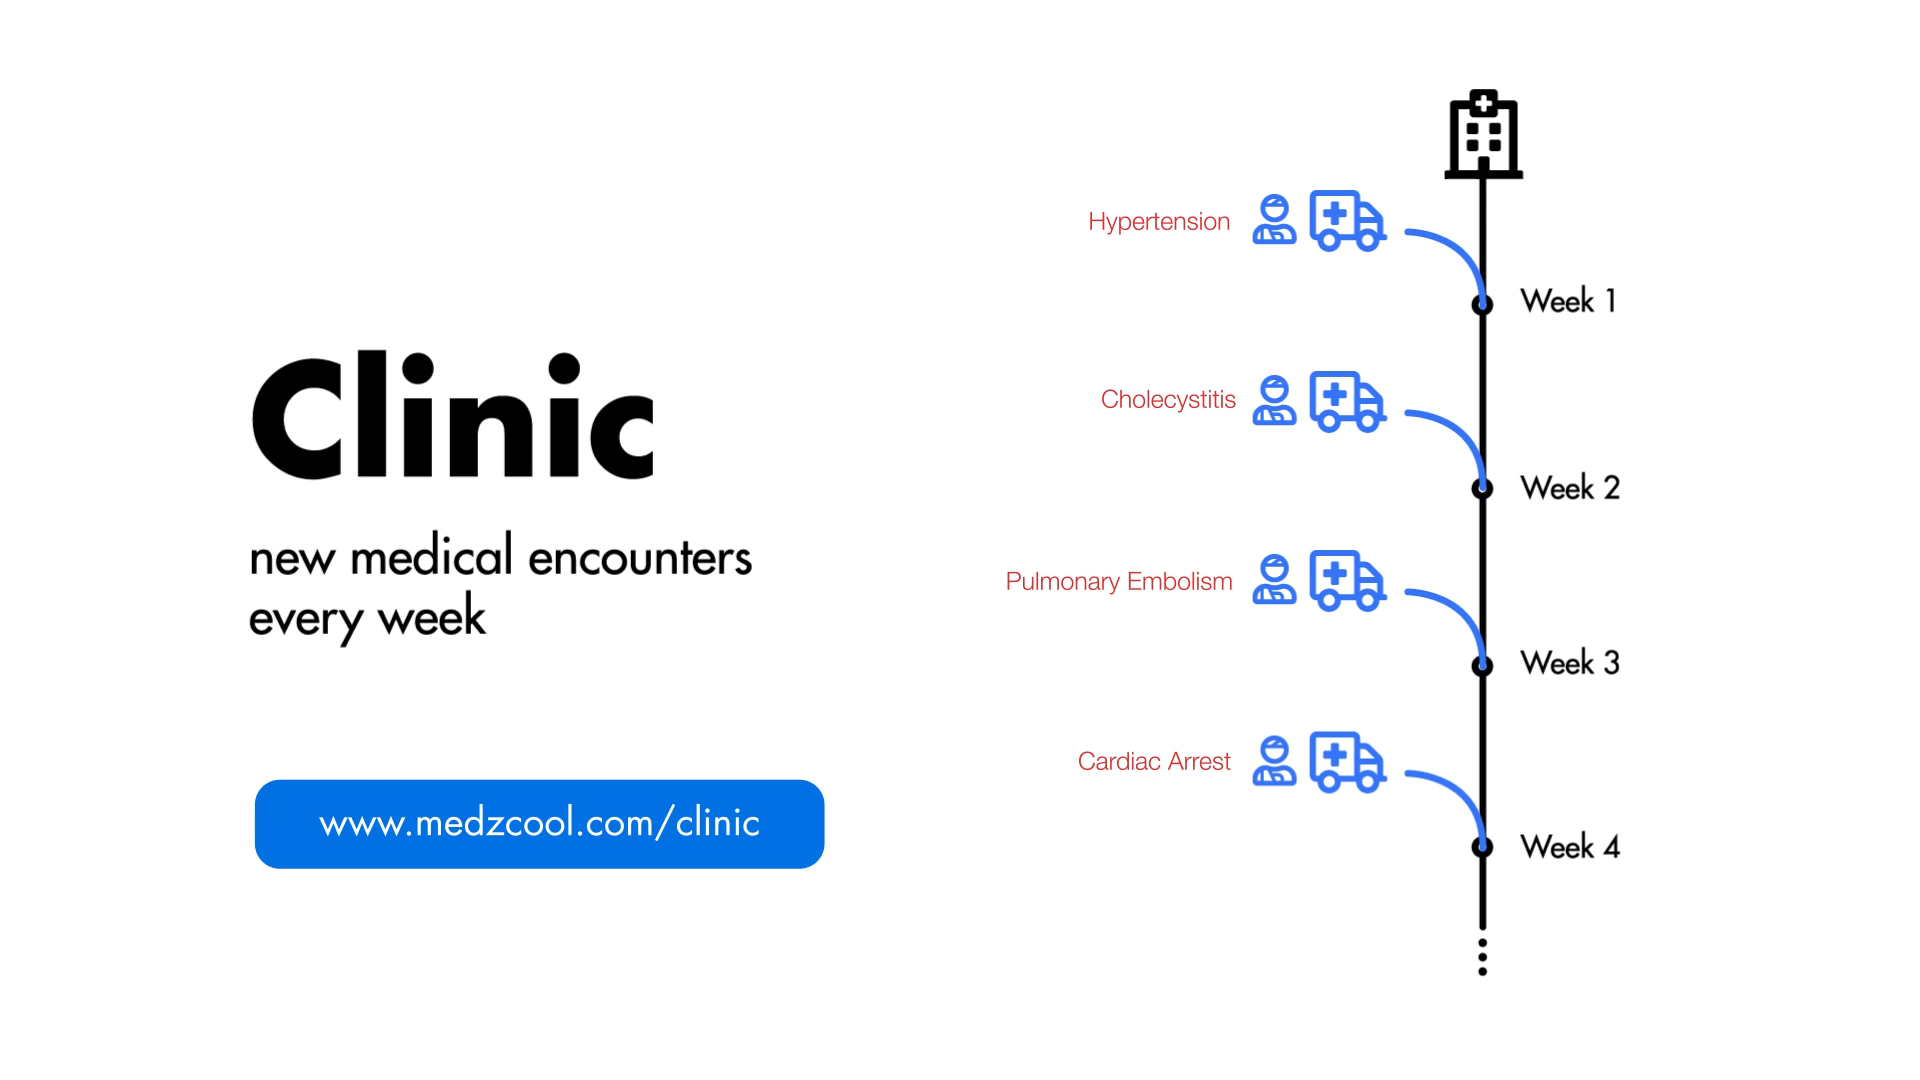 Clinic
new medical encounters
every week
www.medzcool.com/clinic
Hypertension
Week 1
Cholecystitis
Week 2
Pulmonary Embolism
Week 3
Cardiac Arrest
Week 4